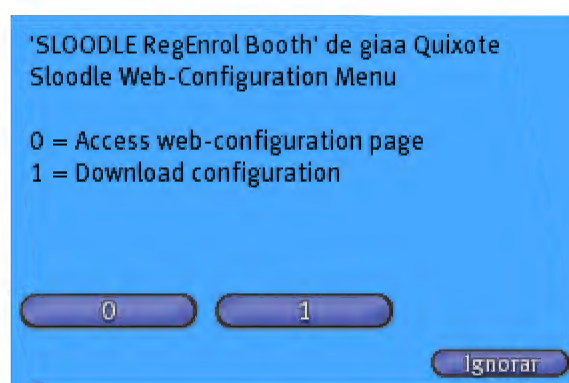 'SLOODLE RegEnrol Booth' de giaa Quixote
Sloodle Web-Configuration Menu
0 = Access web-configuration page
1 = Download configuration
0 1
Ignorar